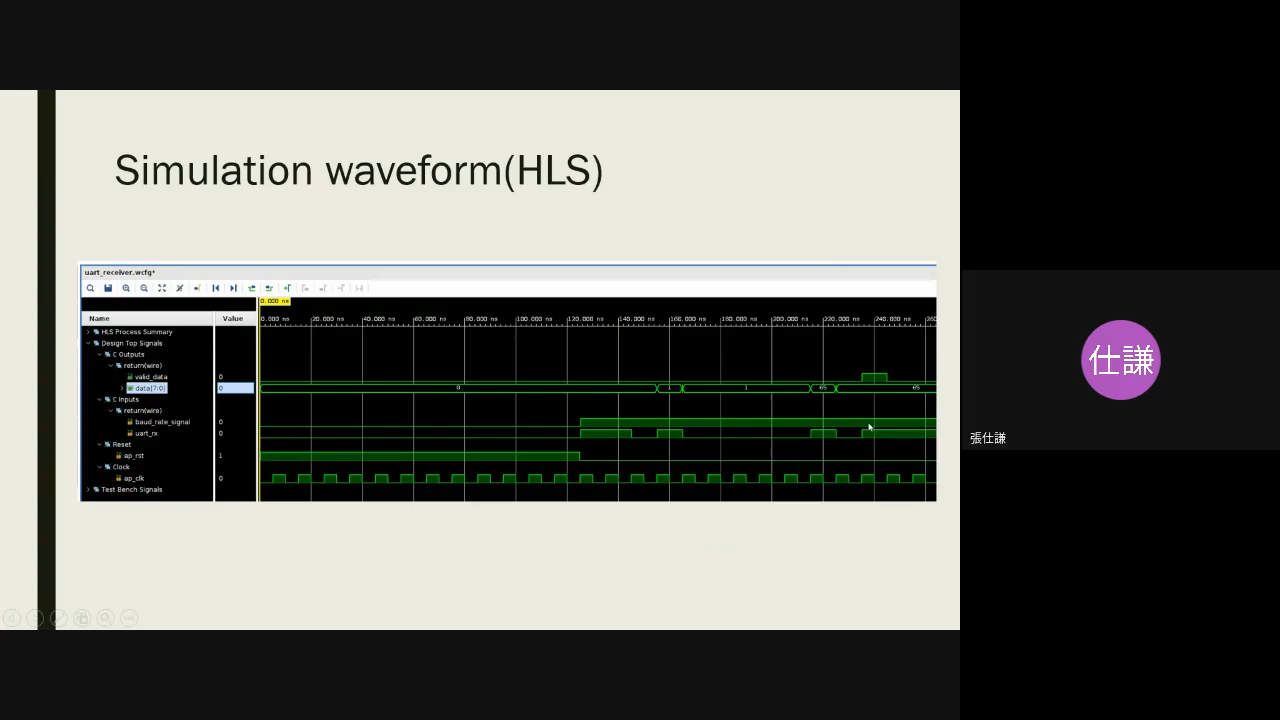 Simulation waveform(HLS)
uart_receiver.wcfg*
0.000 ns
Name Value
0.000 ns 20.000 ns 40.000 ns 60.000 ns 80.000 ns 100.000 ns 120.000 ns 140.000 ns 160.000 ns 180.000 ns 200.000 ns 220.000 ns 240.000 ns 260
HLS Process Summary
Design Top Signals
C Outputs
return(wire)
valid_data 0
data[7:0] 0 0 1 1 65 65
C Inputs
return(wire)
baud_rate_signal 0
uart_rx 0
Reset
ap_rst 1
Clock
ap_clk 0
Test Bench Signals
仕謙
張仕謙